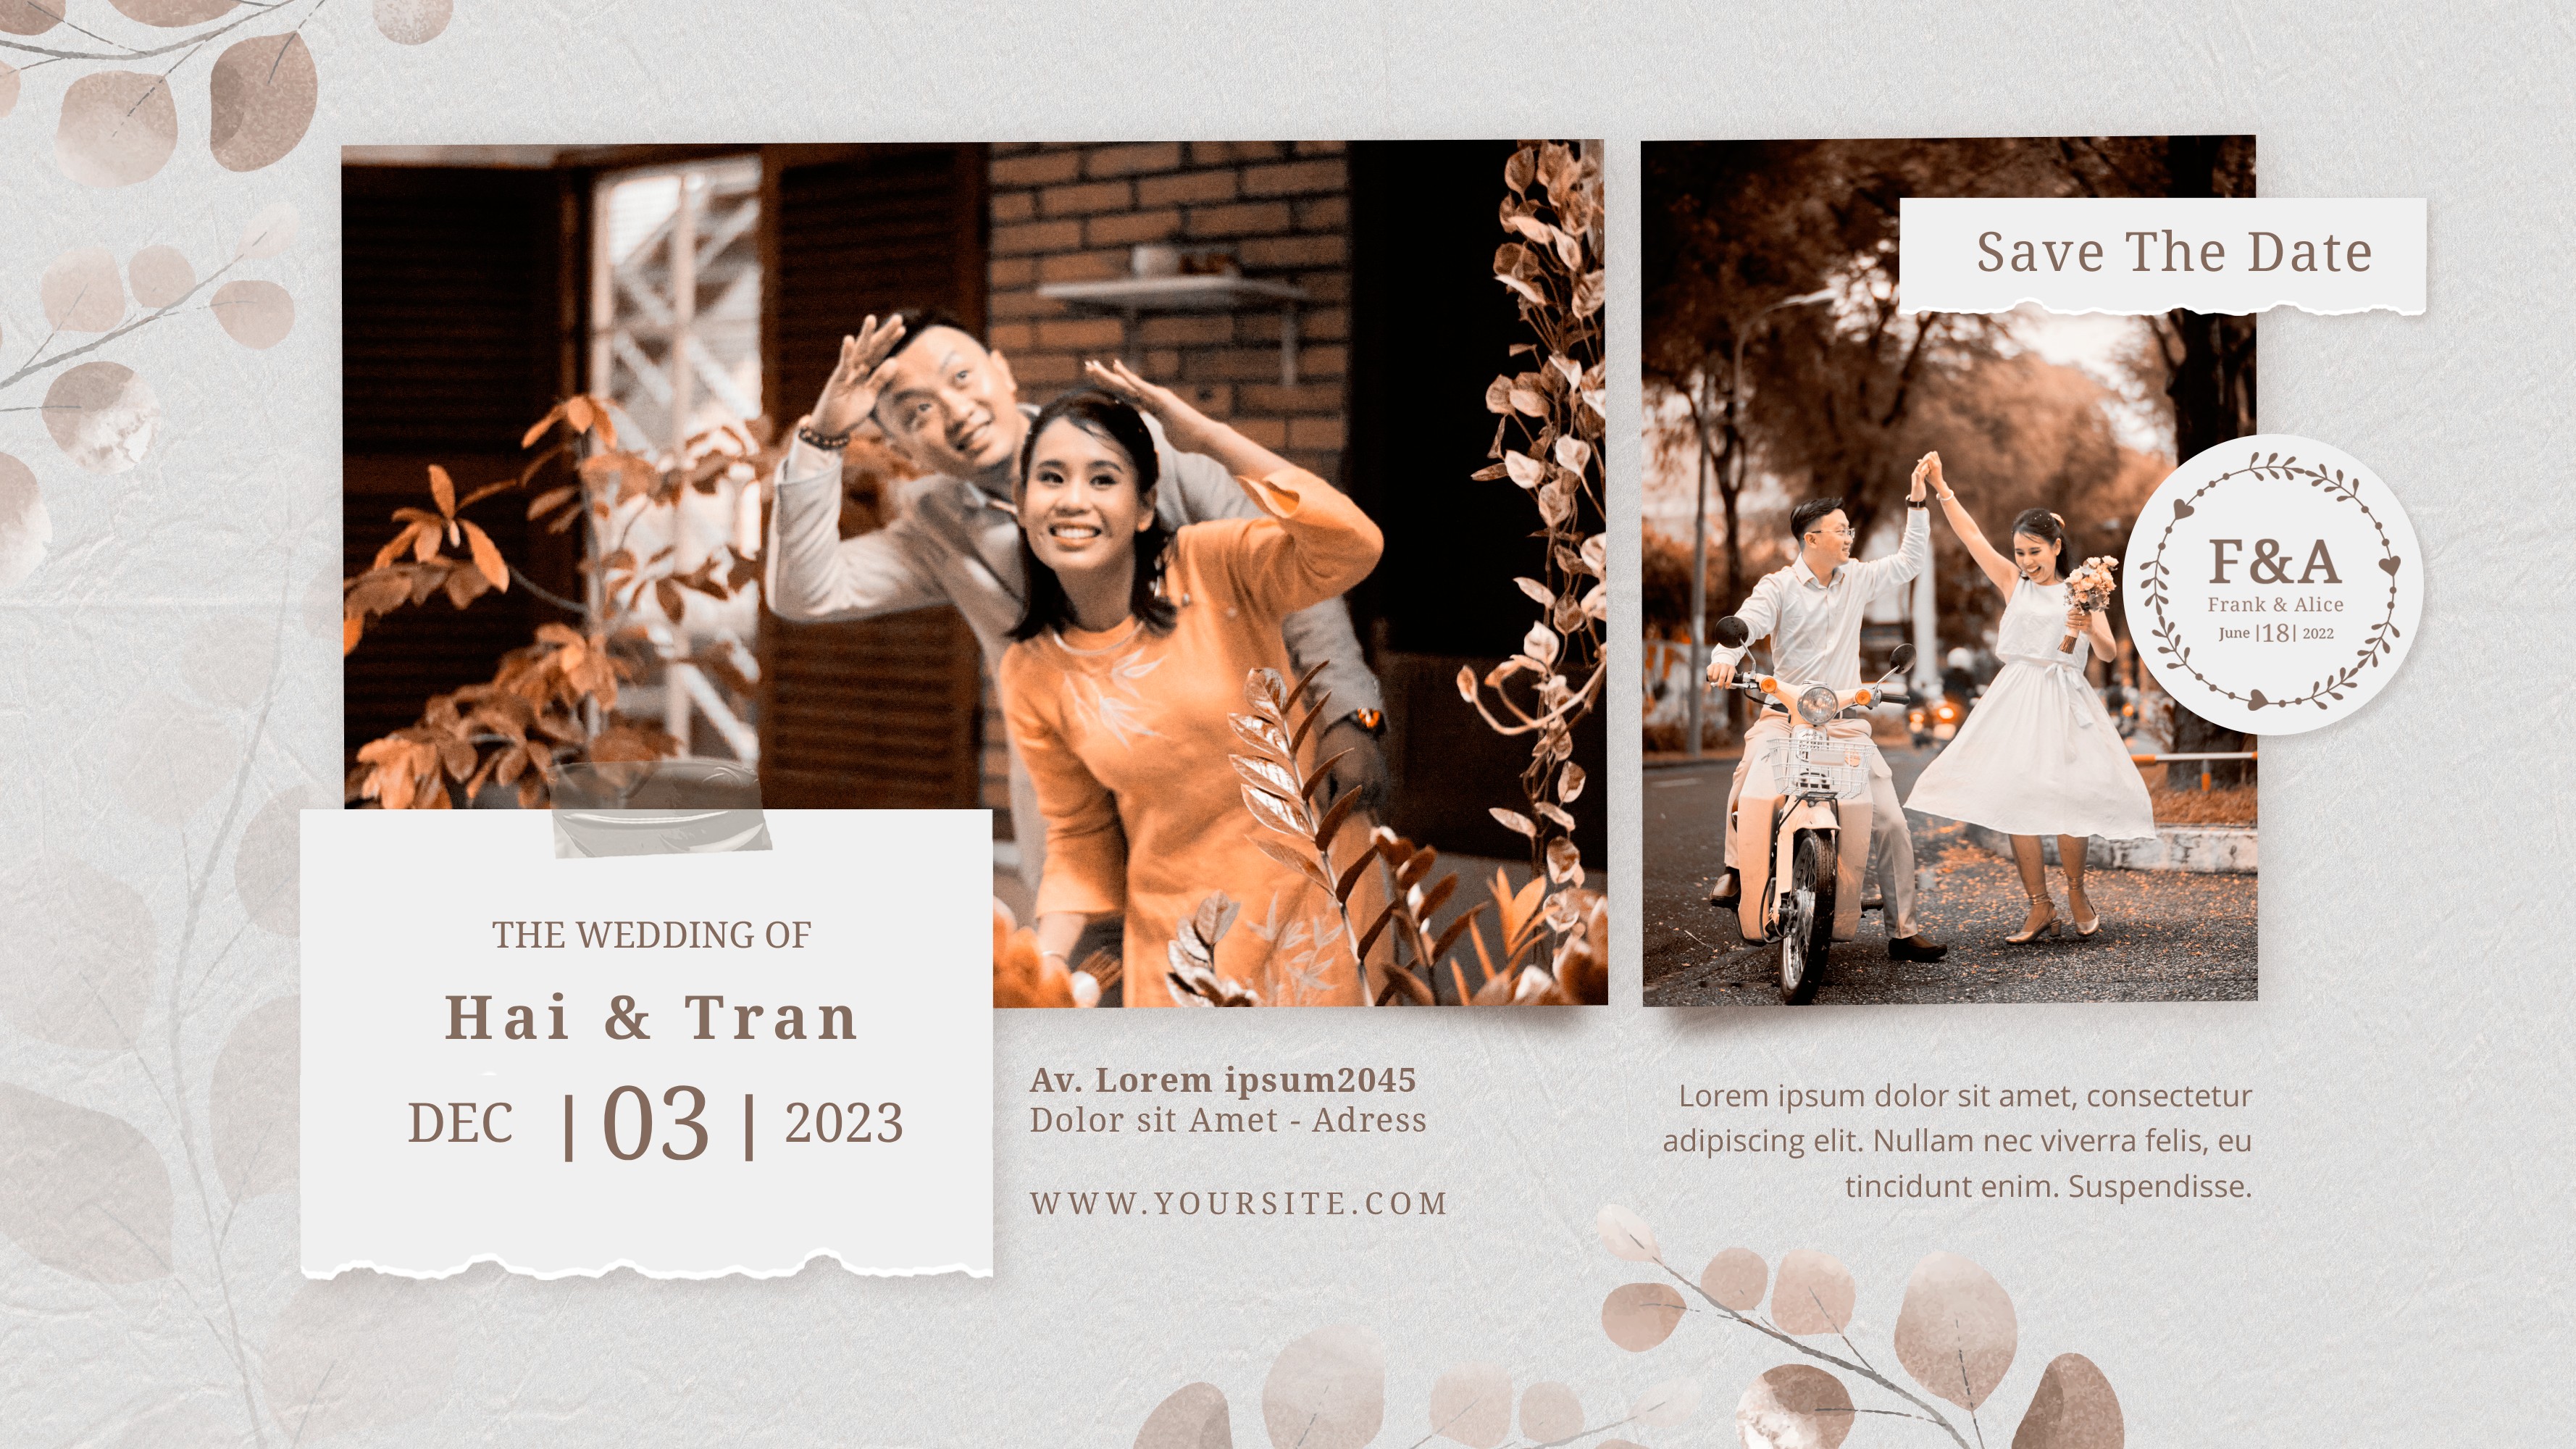 Save The Date
F&A
Frank & Alice
June |18| 2022
THE WEDDING OF
Hai & Tran
DEC | 03 | 2023
Av. Lorem ipsum2045
Dolor sit Amet - Adress
WWW.YOURSITE.COM
Lorem ipsum dolor sit amet, consectetur
adipiscing elit. Nullam nec viverra felis, eu
tincidunt enim. Suspendisse.